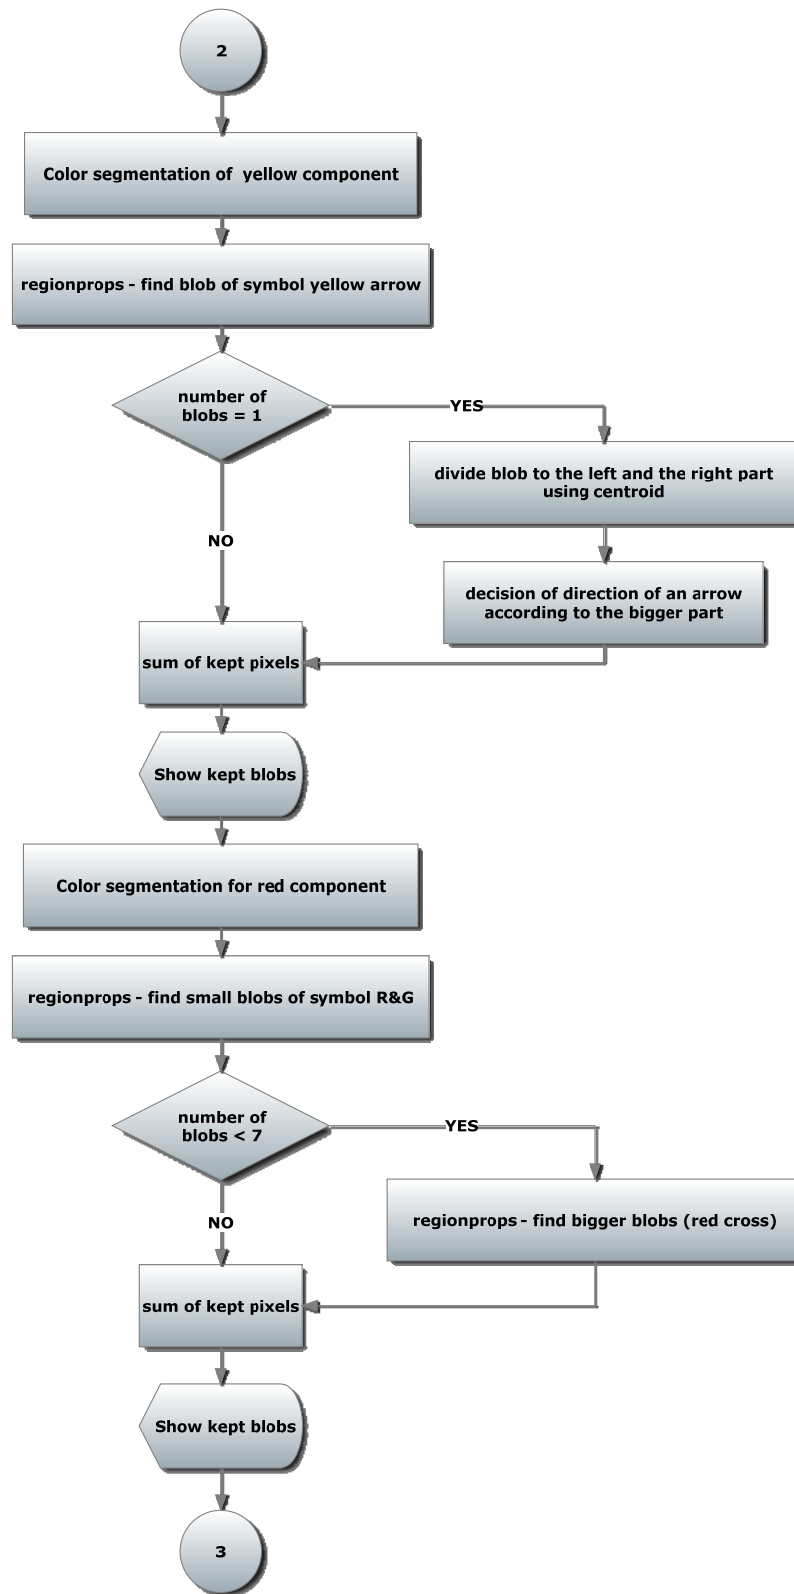 2
Color segmentation of  yellow component
regionprops - find blob of symbol yellow arrow
number of
blobs = 1
YES
divide blob to the left and the right part
using centroid
NO
decision of direction of an arrow
according to the bigger part
sum of kept pixels
Show kept blobs
Color segmentation for red component
regionprops - find small blobs of symbol R&G
number of
blobs < 7
YES
NO
regionprops - find bigger blobs (red cross)
sum of kept pixels
Show kept blobs
3